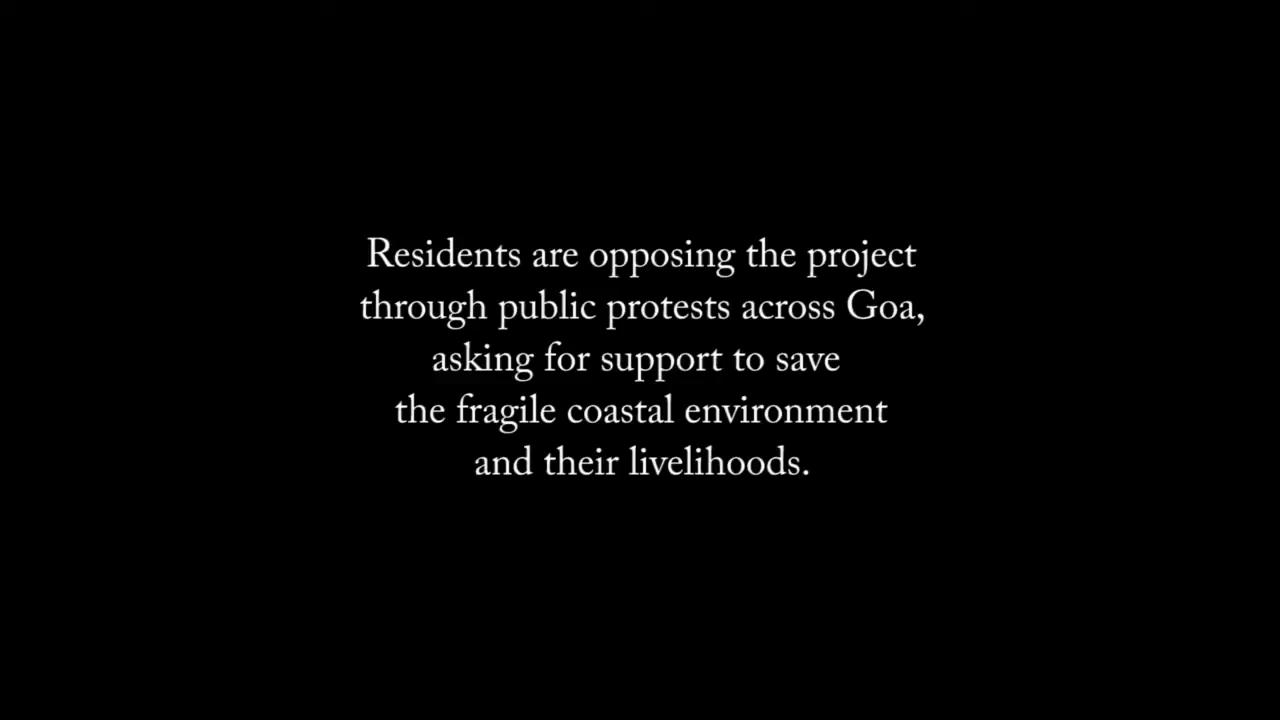 Residents are opposing the project
through public protests across Goa,
asking for support to save
the fragile coastal environment
and their livelihoods.